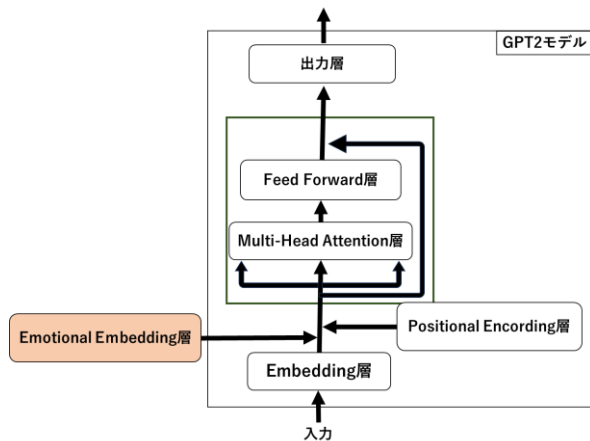 GPT2モデル
出力層
Feed Forward層
Multi-Head Attention層
Emotional Embedding層
Positional Encording層
Embedding層
入力